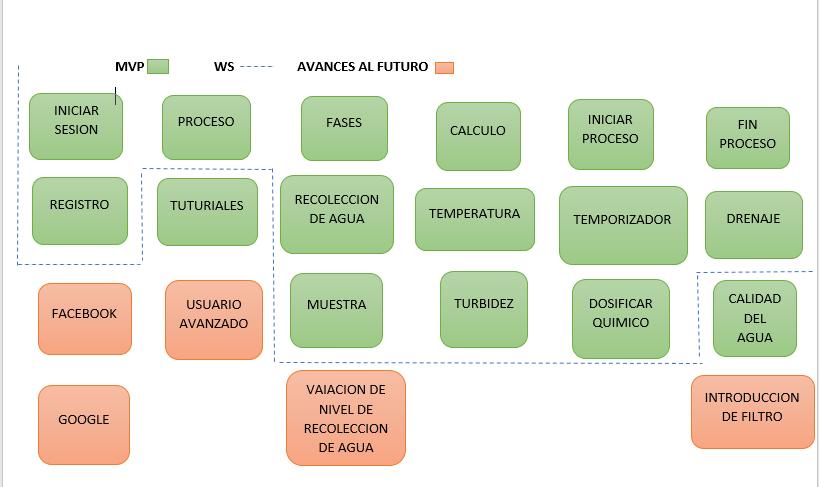 MVP WS AVANCES AL FUTURO
INICIAR
SESION
PROCESO
FASES
CALCULO
INICIAR
PROCESO
FIN
PROCESO
REGISTRO
TUTURIALES
RECOLECCION
DE AGUA
TEMPERATURA
TEMPORIZADOR
DRENAJE
FACEBOOK
USUARIO
AVANZADO
MUESTRA
TURBIDEZ
DOSIFICAR
QUIMICO
CALIDAD
DEL
AGUA
GOOGLE
VAIACION DE
NIVEL DE
RECOLECCION
DE AGUA
INTRODUCCION
DE FILTRO